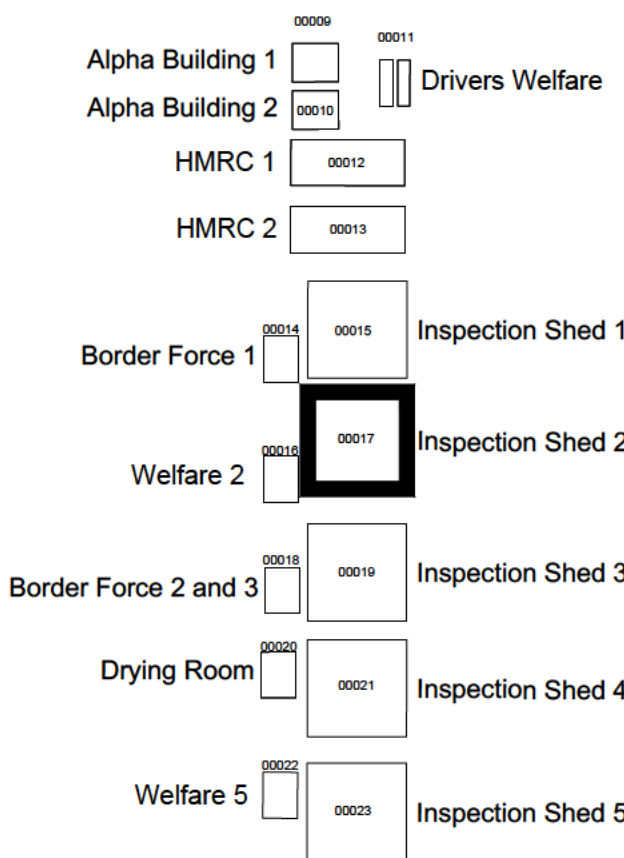 00009
00011
Alpha Building 1
Drivers Welfare
Alpha Building 2
00010
HMRC 1
00012
HMRC 2
00013
00014
00015
Inspection Shed 1
Border Force 1
00017
Inspection Shed 2
00016
Welfare 2
00018
00019
Inspection Shed 3
Border Force 2 and 3
00020
Drying Room
00021
Inspection Shed 4
00022
Welfare 5
00023
Inspection Shed 5